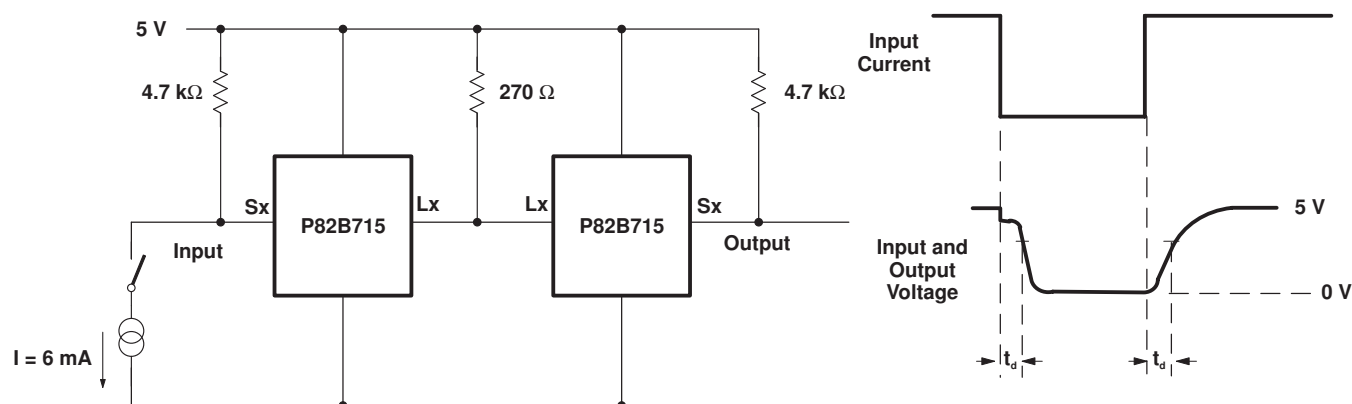 5 V
4.7 kΩ
270 Ω
4.7 kΩ
Sx
P82B715
Lx
Lx
P82B715
Sx
Input
Output
I = 6 mA
Input
Current
Input and
Output
Voltage
5 V
0 V
td
td